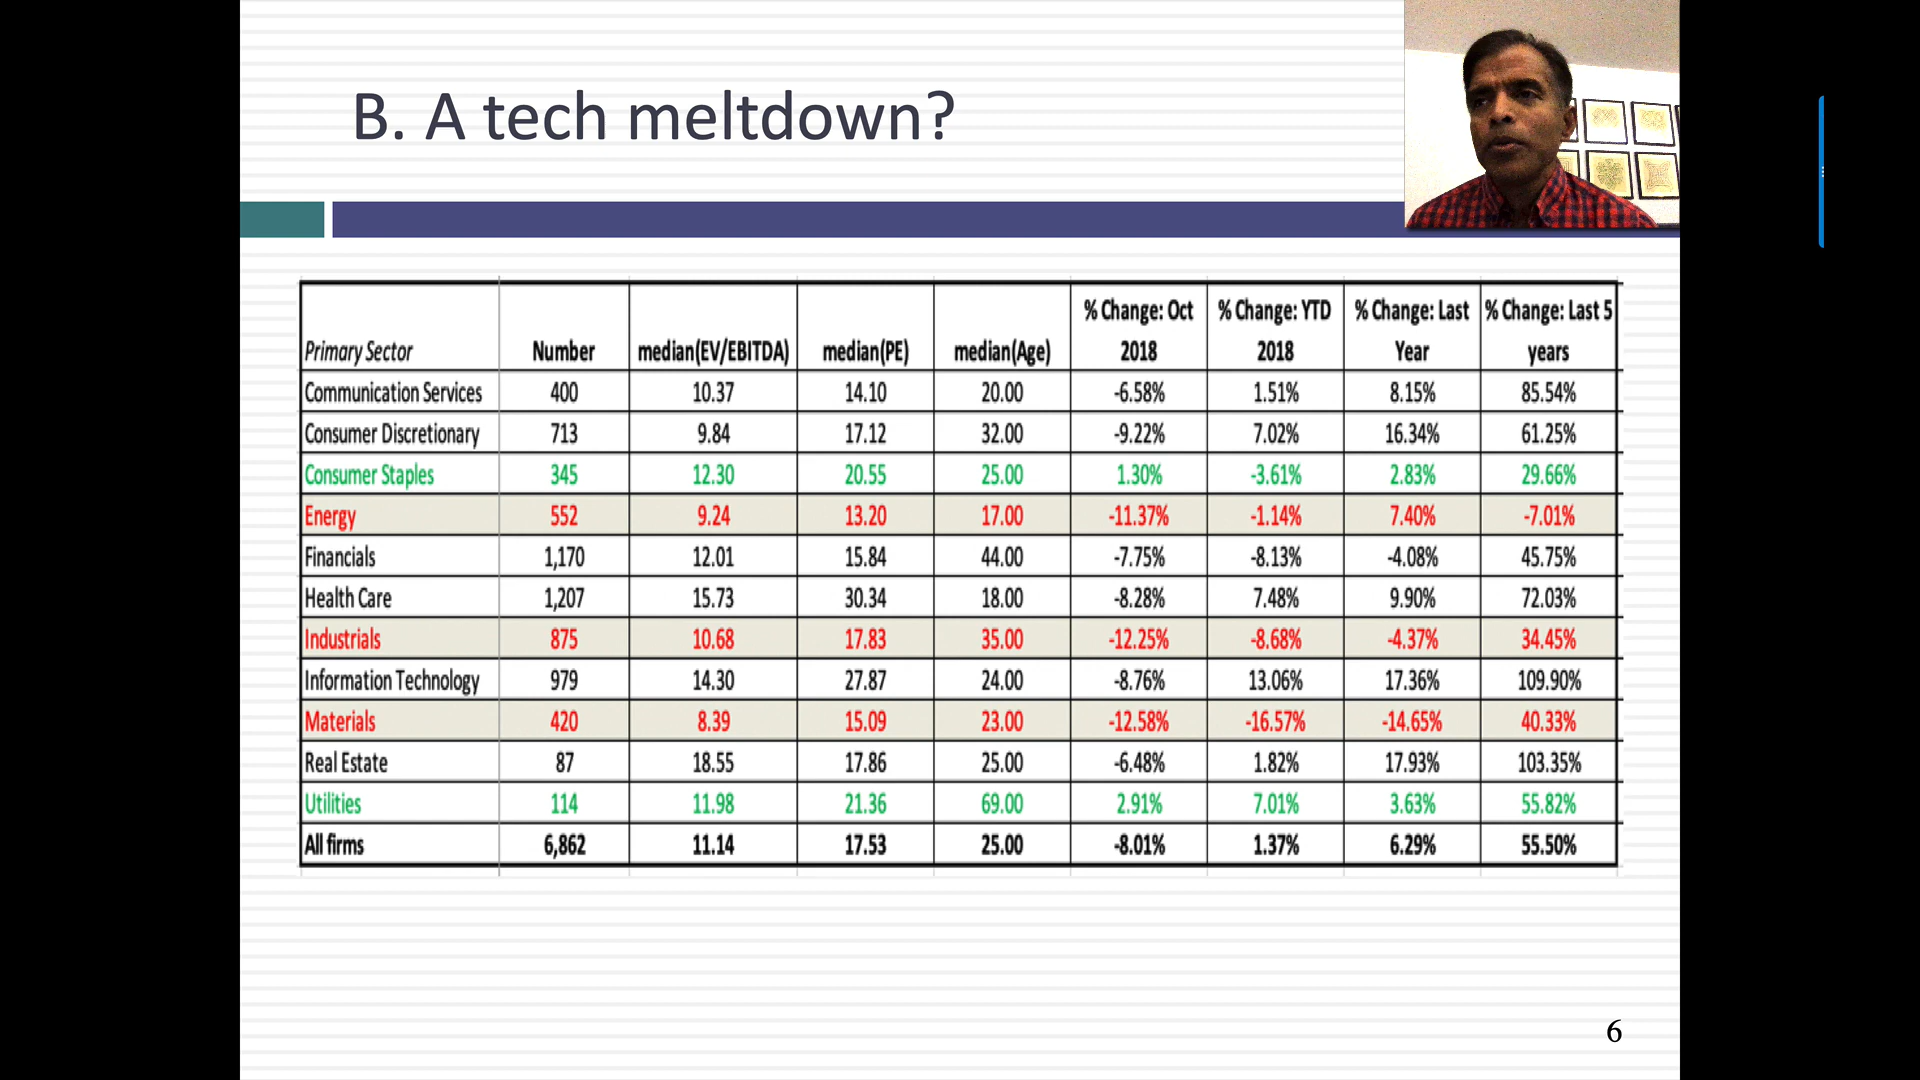 B. A tech meltdown?
Primary Sector Number median(EV/EBITDA) median(PE) median(Age) % Change: Oct 2018 % Change: YTD 2018 % Change: Last Year % Change: Last 5 years
Communication Services 400 10.37 14.10 20.00 -6.58% 1.51% 8.15% 85.54%
Consumer Discretionary 713 9.84 17.12 32.00 -9.22% 7.02% 16.34% 61.25%
Consumer Staples 345 12.30 20.55 25.00 1.30% -3.61% 2.83% 29.66%
Energy 552 9.24 13.20 17.00 -11.37% -1.14% 7.40% -7.01%
Financials 1,170 12.01 15.84 44.00 -7.75% -8.13% -4.08% 45.75%
Health Care 1,207 15.73 30.34 18.00 -8.28% 7.48% 9.90% 72.03%
Industrials 875 10.68 17.83 35.00 -12.25% -8.68% -4.37% 34.45%
Information Technology 979 14.30 27.87 24.00 -8.76% 13.06% 17.36% 109.90%
Materials 420 8.39 15.09 23.00 -12.58% -16.57% -14.65% 40.33%
Real Estate 87 18.55 17.86 25.00 -6.48% 1.82% 17.93% 103.35%
Utilities 114 11.98 21.36 69.00 2.91% 7.01% 3.63% 55.82%
All firms 6,862 11.14 17.53 25.00 -8.01% 1.37% 6.29% 55.50%
6